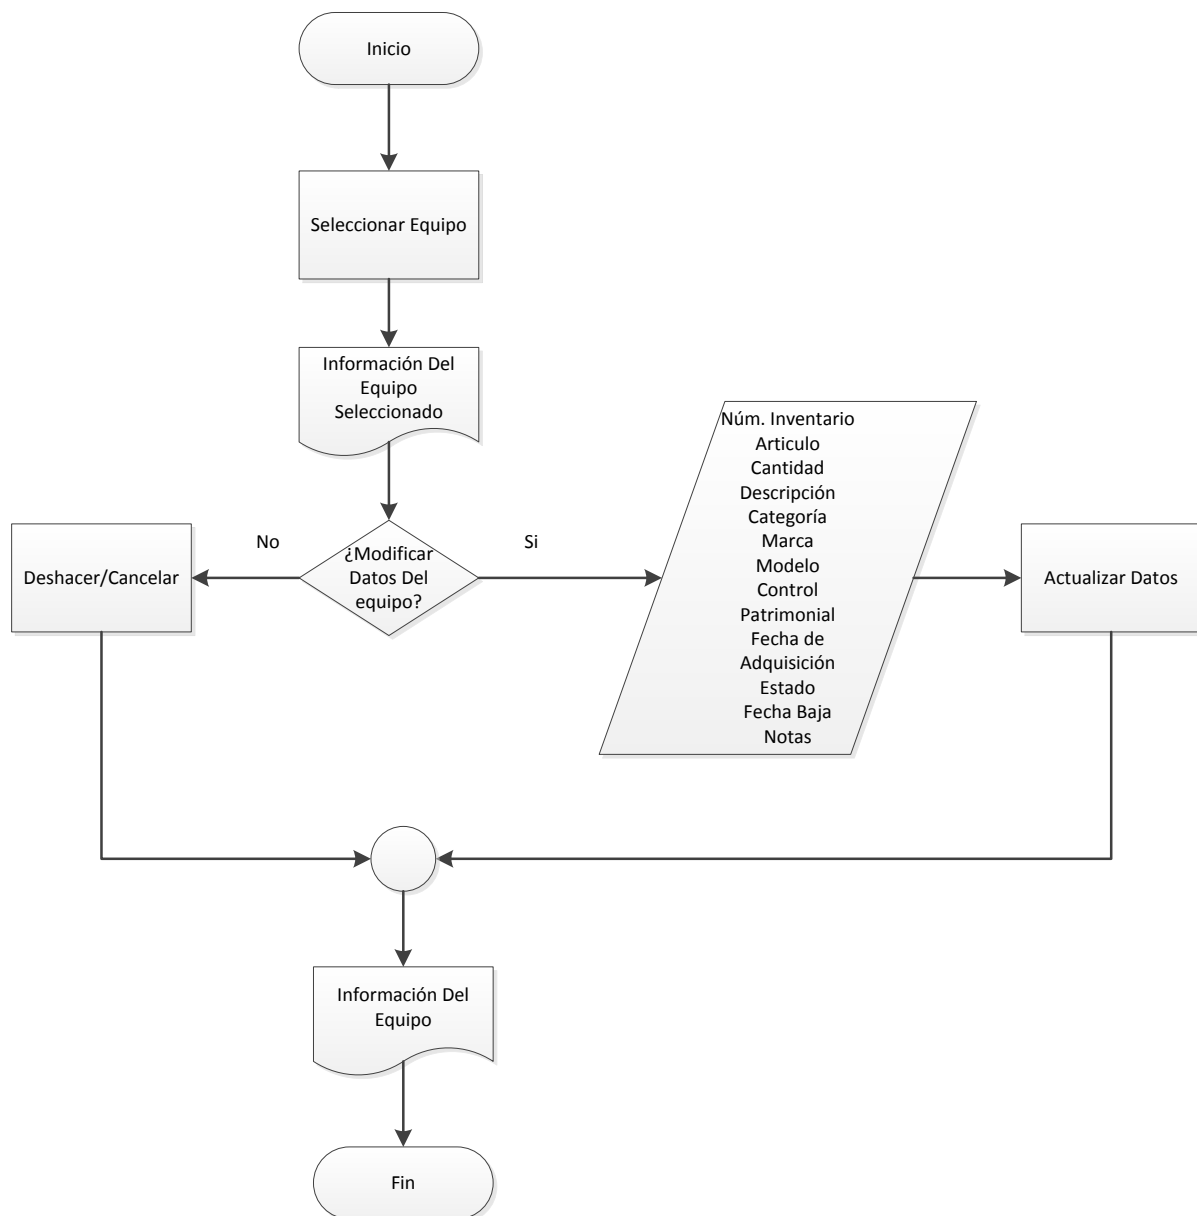 Inicio
Seleccionar Equipo
Información Del
Equipo
Seleccionado
No
¿Modificar
Datos Del
equipo?
Si
Deshacer/Cancelar
Núm. Inventario
Articulo
Cantidad
Descripción
Categoría
Marca
Modelo
Control
Patrimonial
Fecha de
Adquisición
Estado
Fecha Baja
Notas
Actualizar Datos
Información Del
Equipo
Fin